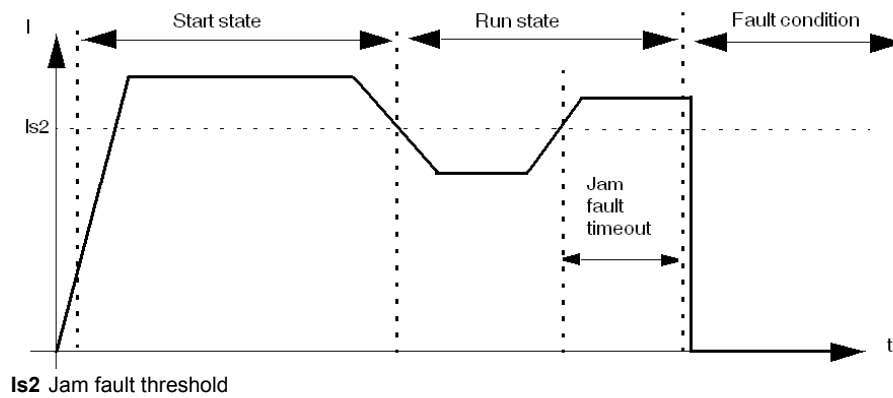 Start state
Run state
Fault condition
I
Is2
Jam
fault
timeout
t
Is2 Jam fault threshold